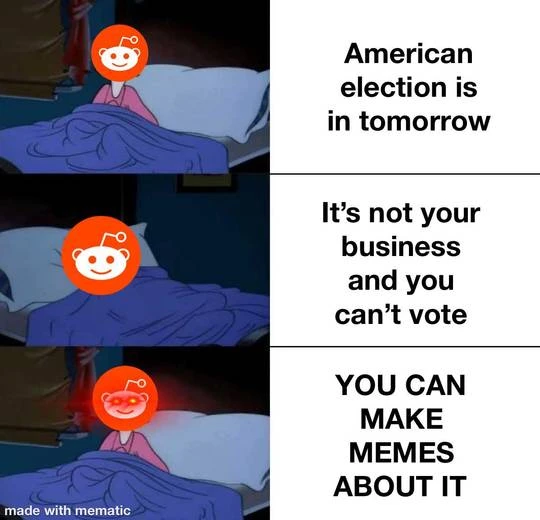 American
election is
in tomorrow
It's not your
business
and you
can't vote
YOU CAN
MAKE
MEMES
ABOUT IT
made with mematic